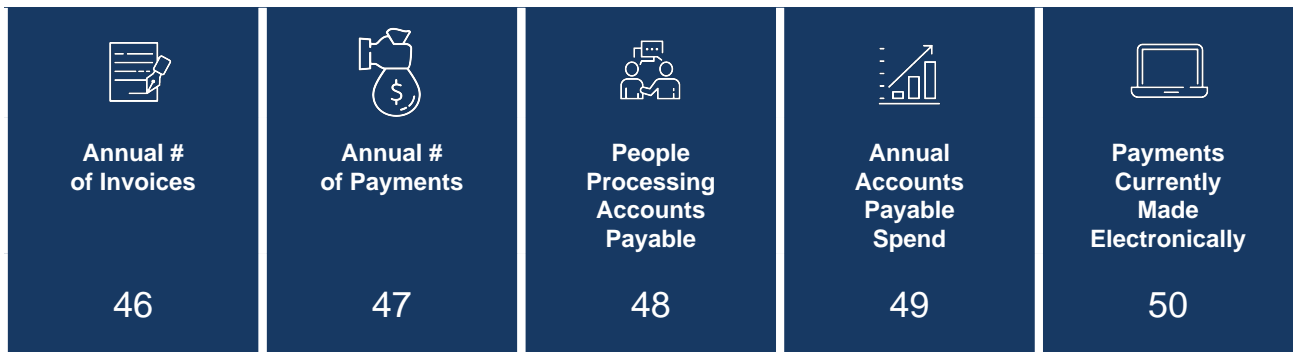 $
Annual #
of Invoices
46
Annual #
of Payments
47
People
Processing
Accounts
Payable
48
Annual
Accounts
Payable
Spend
49
Payments
Currently
Made
Electronically
50